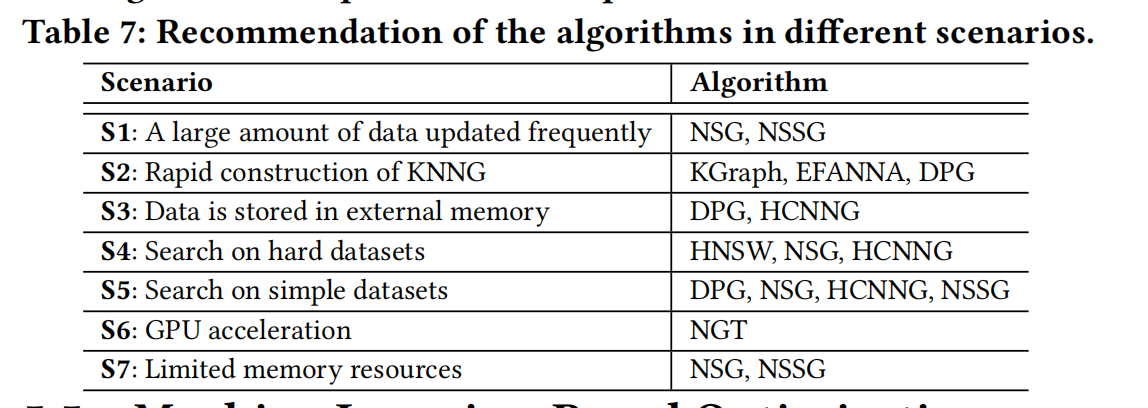 Table 7: Recommendation of the algorithms in different scenarios.
Scenario Algorithm
S1: A large amount of data updated frequently NSG, NSSG
S2: Rapid construction of KNNG KGraph, EFANNA, DPG
S3: Data is stored in external memory DPG, HCNNG
S4: Search on hard datasets HNSW, NSG, HCNNG
S5: Search on simple datasets DPG, NSG, HCNNG, NSSG
S6: GPU acceleration NGT
S7: Limited memory resources NSG, NSSG